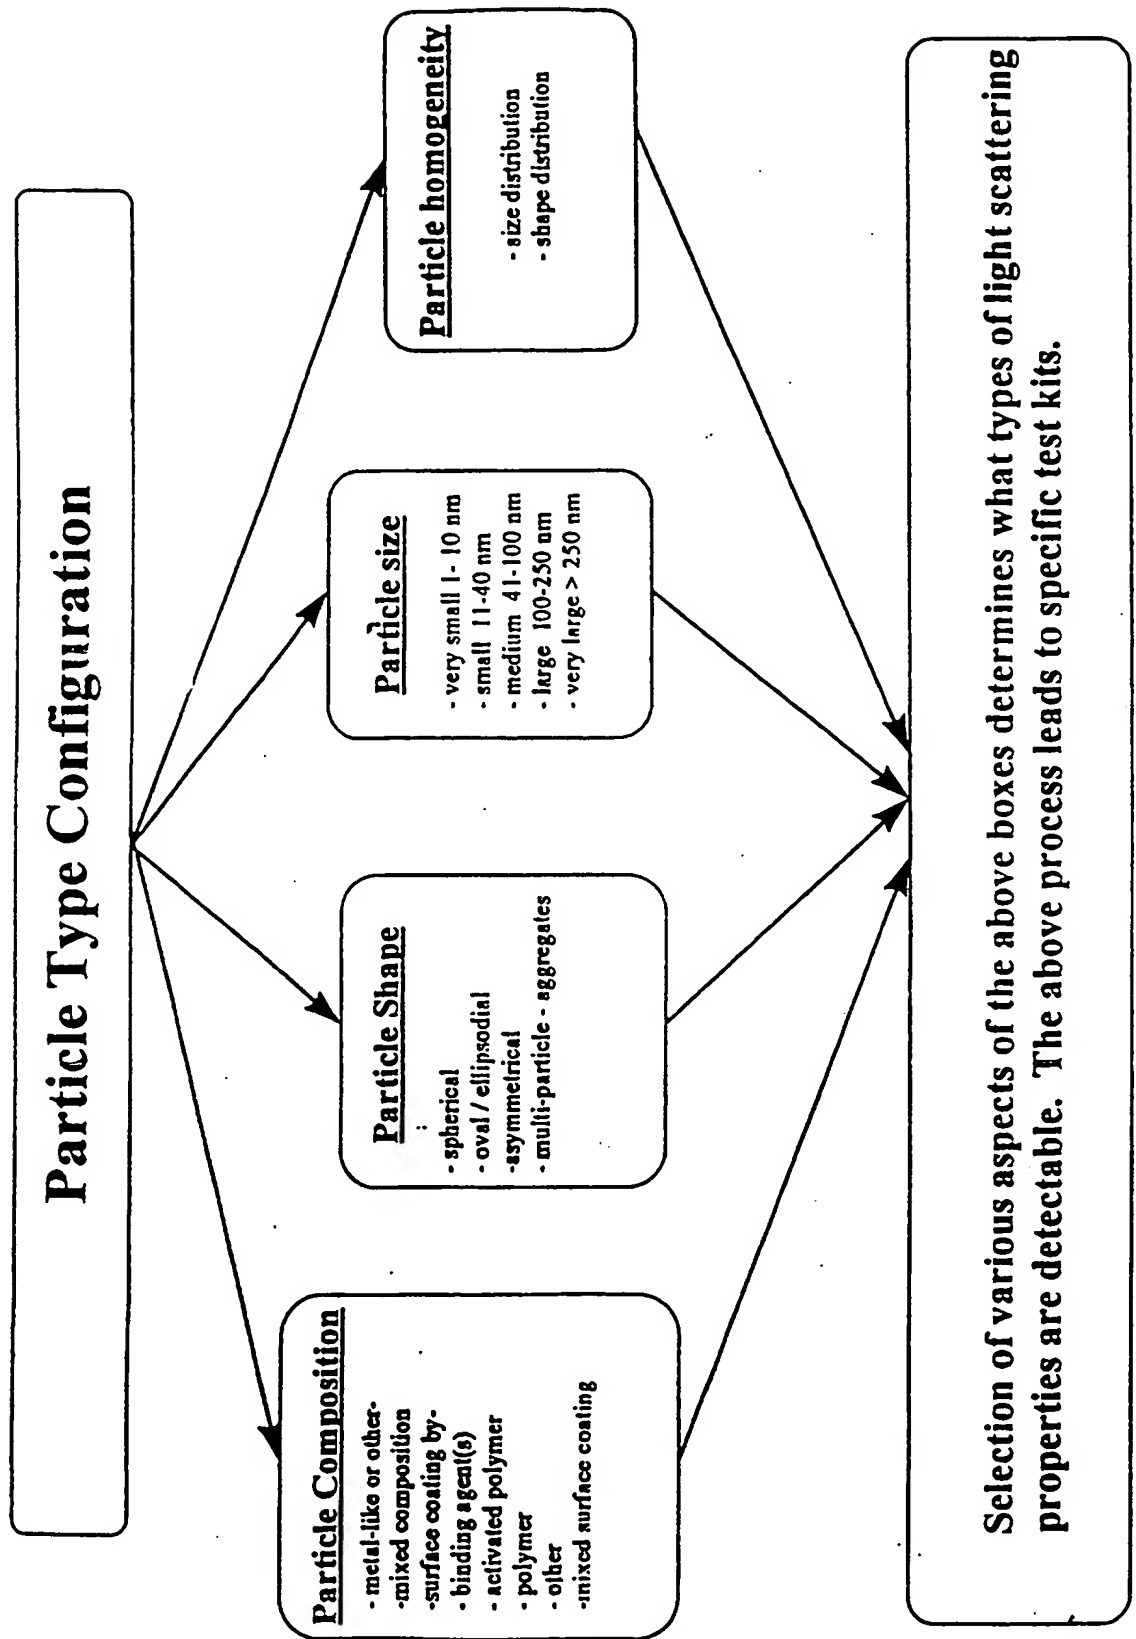 Particle Type Configuration
Particle Composition
- metal-like or other-
-mixed composition
-surface coating by-
- binding agent(s)
- activated polymer
- polymer
- other
-mixed surface coating
Particle Shape
- spherical
- oval / ellipsodial
-asymmetrical
- multi-particle - aggregates
Particle size
- very small 1- 10 nm
- small 11-40 nm
- medium 41-100 nm
- large 100-250 nm
- very large > 250 nm
Particle homogeneity
- size distribution
- shape distribution
Selection of various aspects of the above boxes determines what types of light scattering
properties are detectable. The above process leads to specific test kits.